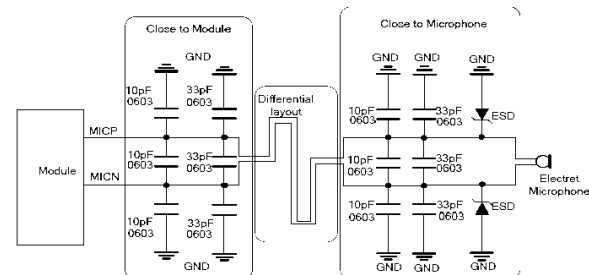 Close to Module
GND
10pF
0603
33pF
0603
MICP
Module
10pF
0603
33pF
0603
MICN
10pF
0603
33pF
0603
GND
Differential
layout
Close to Microphone
GND
GND
GND
10pF
0603
33pF
0603
ESD
10pF
0603
33pF
0603
Electret
Microphone
10pF
0603
33pF
0603
ESD
GND
GND
GND